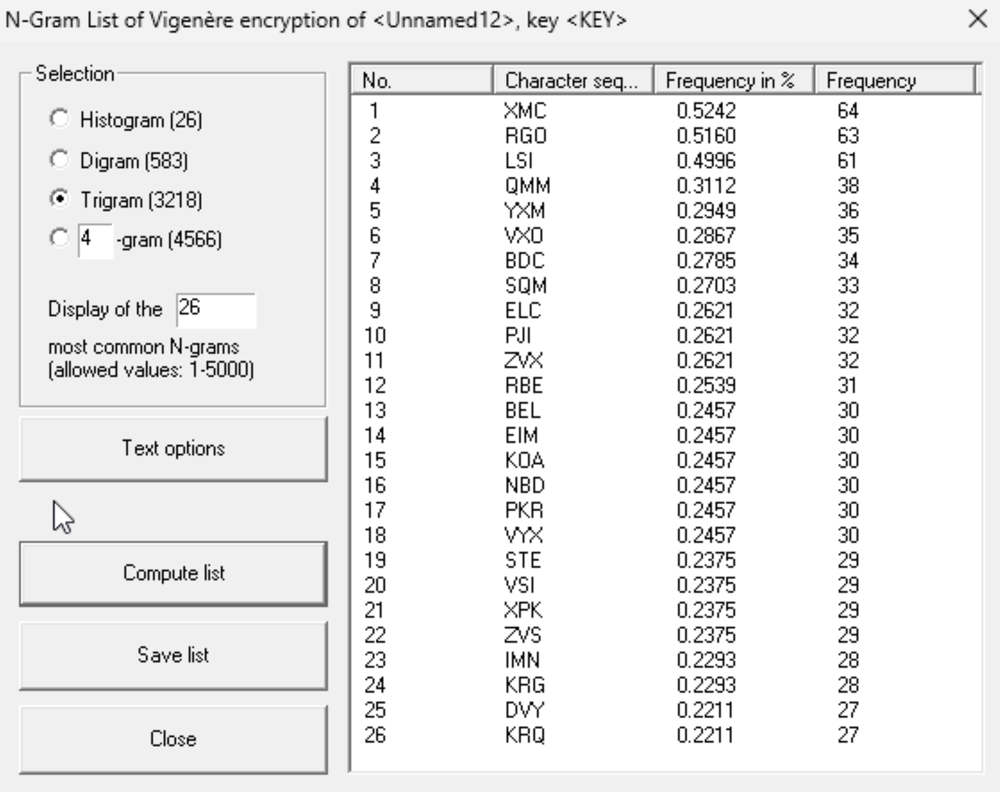 N-Gram List of Vigenère encryption of <Unnamed12>, key <KEY>
Selection
Histogram (26)
Digram (583)
Trigram (3218)
4 -gram (4566)
Display of the 26
most common N-grams
(allowed values: 1-5000)
Text options
Compute list
Save list
Close
No. Character seq... Frequency in % Frequency
1 XMC 0.5242 64
2 RGO 0.5160 63
3 LSI 0.4996 61
4 QMM 0.3112 38
5 YXM 0.2949 36
6 VXO 0.2867 35
7 BDC 0.2785 34
8 SQM 0.2703 33
9 ELC 0.2621 32
10 PJI 0.2621 32
11 ZVX 0.2621 32
12 RBE 0.2539 31
13 BEL 0.2457 30
14 EIM 0.2457 30
15 KOA 0.2457 30
16 NBD 0.2457 30
17 PKR 0.2457 30
18 VYX 0.2457 30
19 STE 0.2375 29
20 VSI 0.2375 29
21 XPK 0.2375 29
22 ZVS 0.2375 29
23 IMN 0.2293 28
24 KRG 0.2293 28
25 DVY 0.2211 27
26 KRQ 0.2211 27